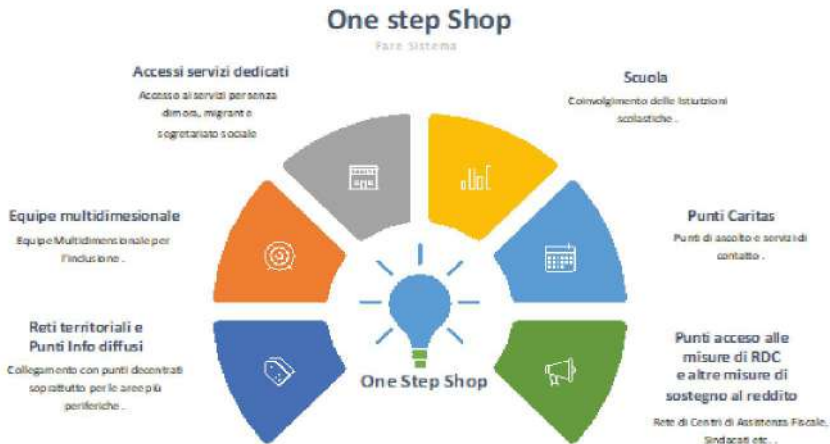 One step Shop
Fare Sistema
Accessi servizi dedicati
Accesso ai servizi per senza
dimora, migrant e
segretariato sociale
Scuola
Coinvolgimento delle Istiutzioni
scolastiche .
Equipe multidimesionale
Equipe Multidimensionale per
l'inclusione .
Punti Caritas
Punti di ascolto e servizi di
contatto .
Reti territoriali e
Punti Info diffusi
Collegamento con punti decentrati
soprattutto per le aree più
periferiche .
One Step Shop
Punti acceso alle
misure di RDC
e altre misure di
sostegno al reddito
Rete di Centri di Assistenza Fiscale,
Sindacati etc. .